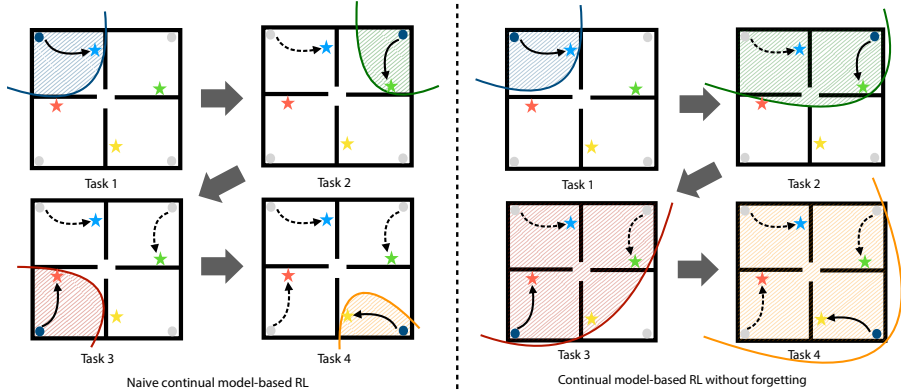 Task 1
Task 2
Task 3
Task 4
Naive continual model-based RL
Task 1
Task 2
Task 3
Task 4
Continual model-based RL without forgetting